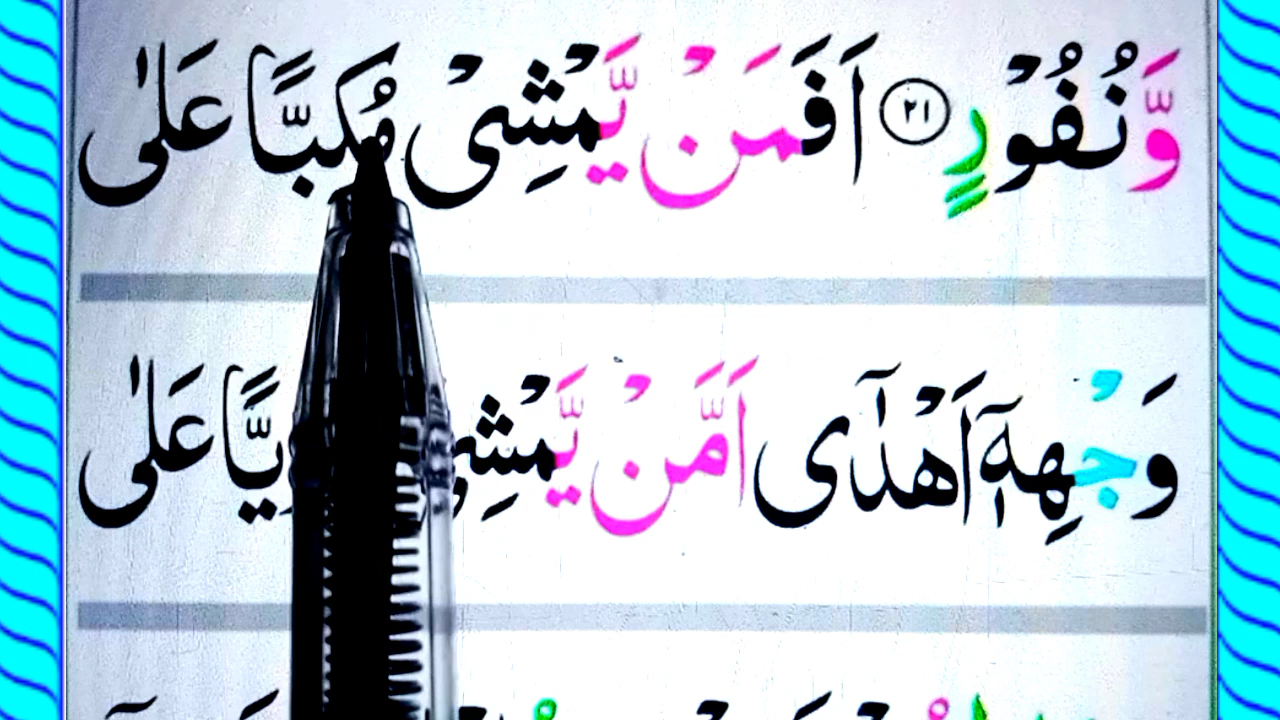 وَّنُفُوْرٍ ﴿٢١﴾ اَفَمَنْ يَّمْشِىْ مُكِبًّا عَلٰى
وَجْهِهٖۤ اَهْدٰۤى اَمَّنْ يَّمْشِىْ عَلٰى